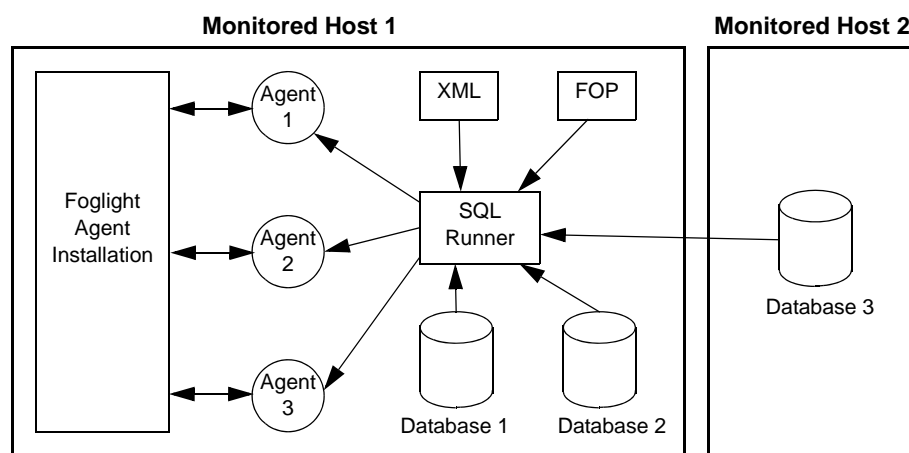 Monitored Host 1
Monitored Host 2
Foglight
Agent
Installation
Agent
1
Agent
2
Agent
3
XML
FOP
SQL
Runner
Database 1
Database 2
Database 3